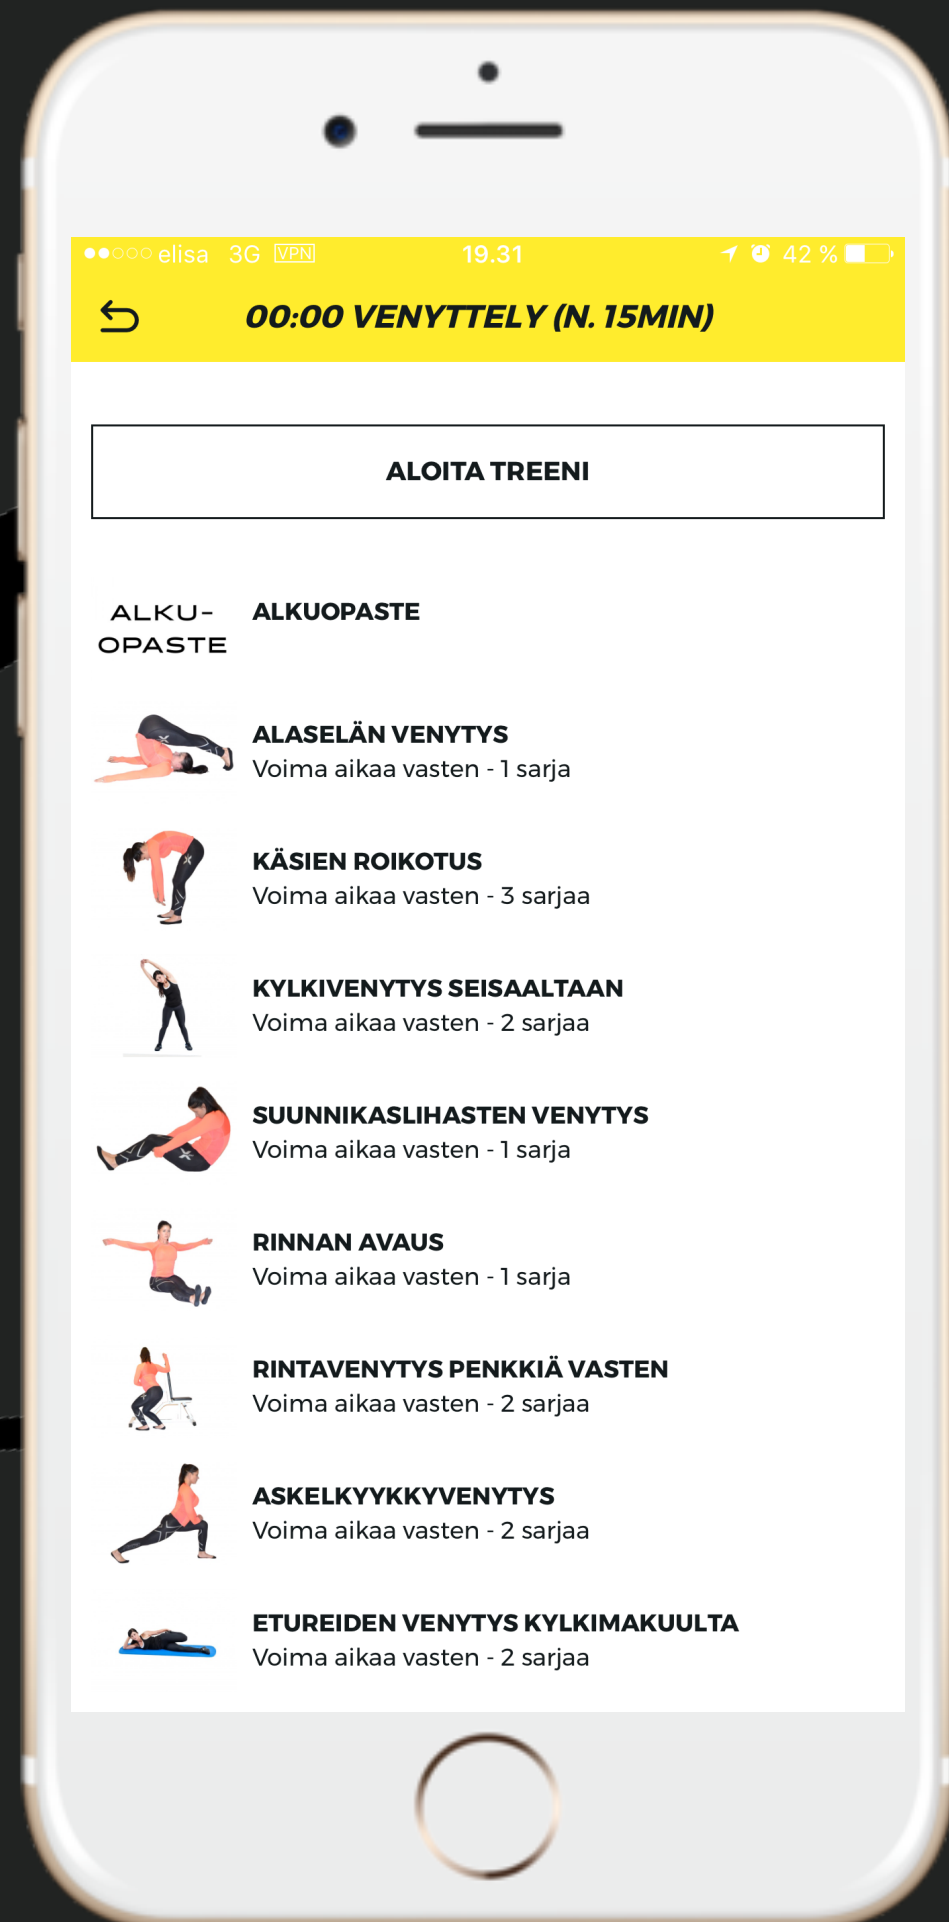 elisa 3G VPN 19.31 42 %
00:00 VENYTTELY (N. 15MIN)
ALOITA TREENI
ALKU-
OPASTE
ALKUOPASTE
ALASELÄN VENYTYS
Voima aikaa vasten - 1 sarja
KÄSIEN ROIKOTUS
Voima aikaa vasten - 3 sarjaa
KYLKIVENYTYS SEISAALTAAN
Voima aikaa vasten - 2 sarjaa
SUUNNIKASLIHASTEN VENYTYS
Voima aikaa vasten - 1 sarja
RINNAN AVAUS
Voima aikaa vasten - 1 sarja
RINTAVENYTYS PENKKIÄ VASTEN
Voima aikaa vasten - 2 sarjaa
ASKELKYYKKYVENYTYS
Voima aikaa vasten - 2 sarjaa
ETUREIDEN VENYTYS KYLKIMAKUULTA
Voima aikaa vasten - 2 sarjaa